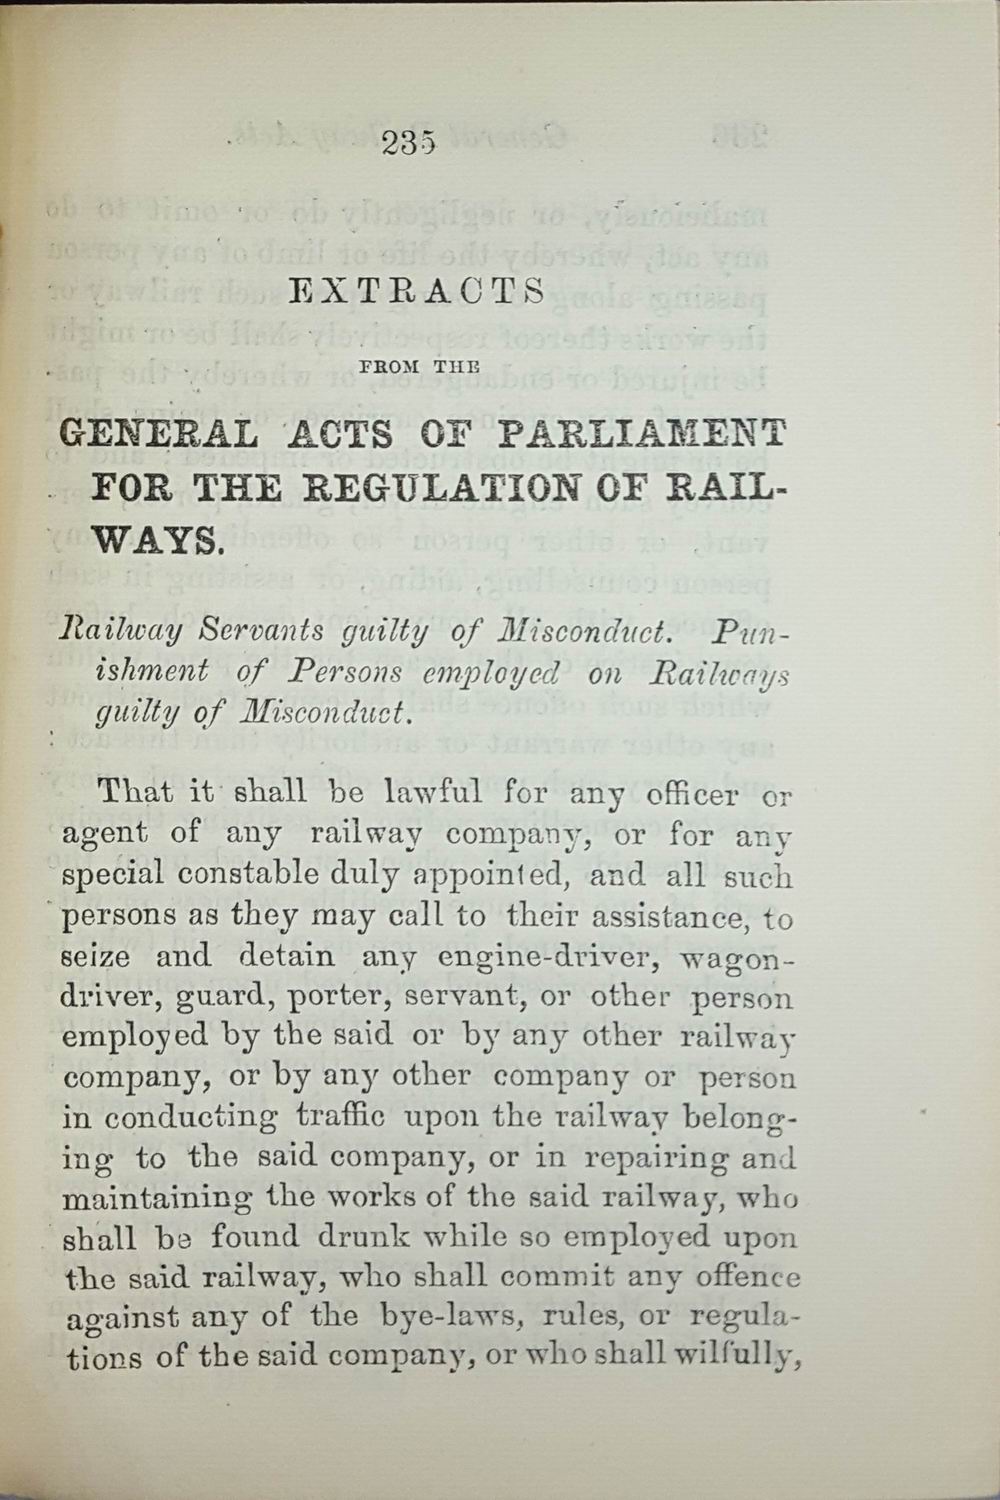 235
EXTRACTS
FROM THE
GENERAL ACTS OF PARLIAMENT
FOR THE REGULATION OF RAIL-
WAYS.
Railway Servants guilty of Misconduct. Pun-
ishment of Persons employed on Railways
guilty of Misconduct.
That it shall be lawful for any officer or
agent of any railway company, or for any
special constable duly appointed, and all such
persons as they may call to their assistance, to
seize and detain any engine-driver, wagon-
driver, guard, porter, servant, or other person
employed by the said or by any other railway
company, or by any other company or person
in conducting traffic upon the railway belong-
ing to the said company, or in repairing and
maintaining the works of the said railway, who
shall be found drunk while so employed upon
the said railway, who shall commit any offence
against any of the bye-laws, rules, or regula-
tions of the said company, or who shall wilfully,